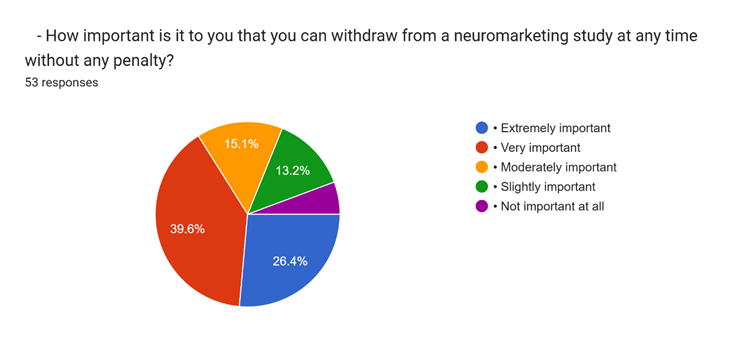 - How important is it to you that you can withdraw from a neuromarketing study at any time
without any penalty?
53 responses
• Extremely important
• Very important
• Moderately important
• Slightly important
• Not important at all
15.1%
13.2%
39.6%
26.4%